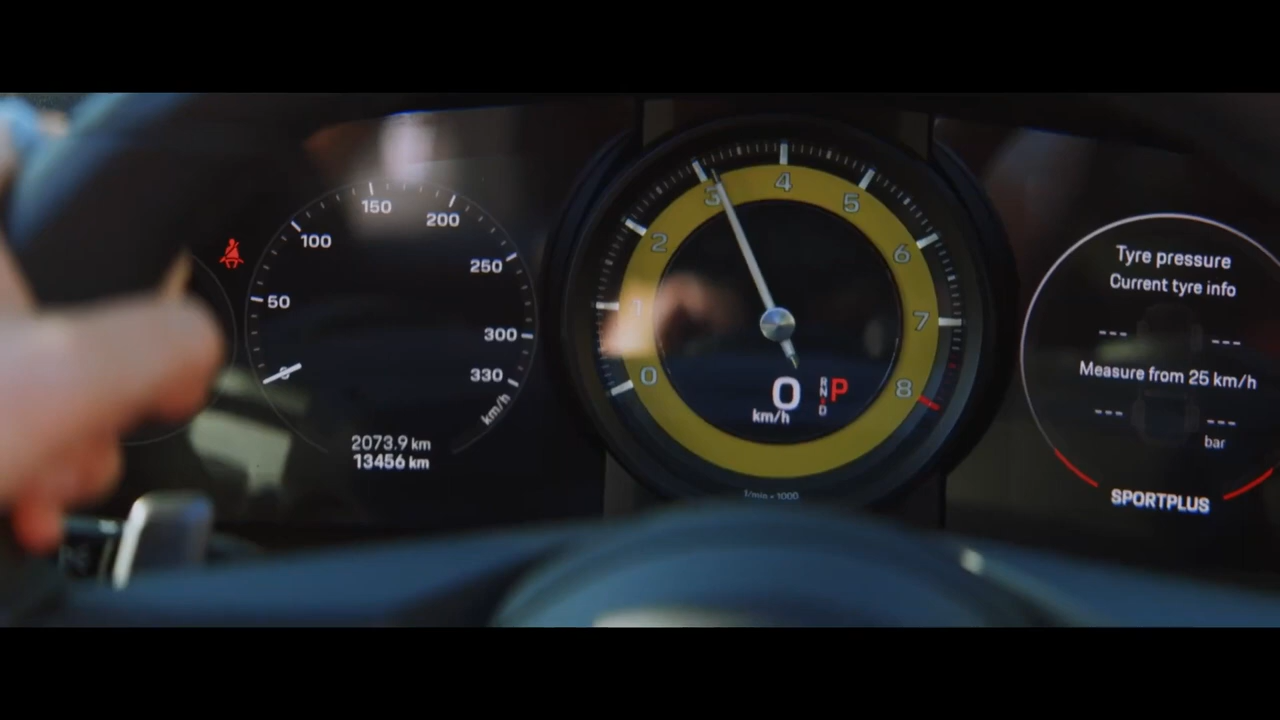 50
100
150
200
250
300
330
km/h
2073.9 km
13456 km
0
1
2
3
4
5
6
7
8
0
km/h
R
N
D
P
1/min • 1000
Tyre pressure
Current tyre info
--- ---
Measure from 25 km/h
--- ---
bar
SPORTPLUS